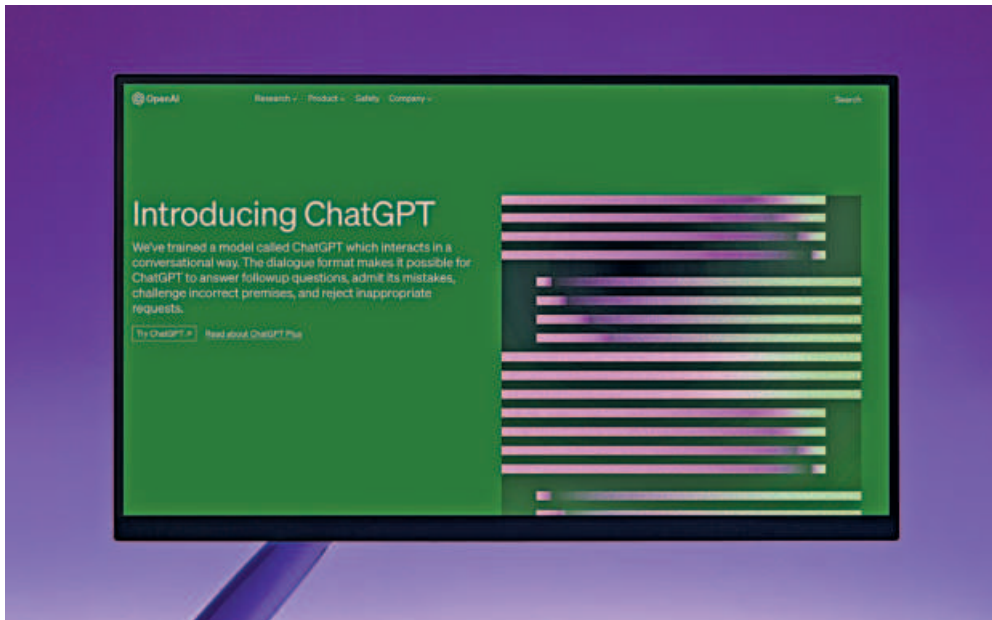 OpenAI Research Product Safety Company Search
Introducing ChatGPT
We've trained a model called ChatGPT which interacts in a
conversational way. The dialogue format makes it possible for
ChatGPT to answer followup questions, admit its mistakes,
challenge incorrect premises, and reject inappropriate
requests.
Try ChatGPT ↗ Read about ChatGPT Plus